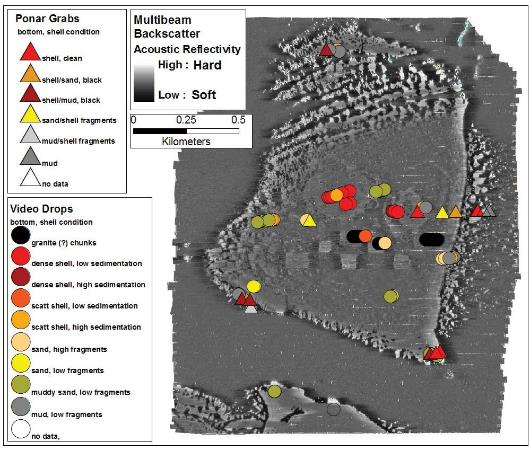 Ponar Grabs
bottom, shell condition
shell, clean
shell/sand, black
shell/mud, black
sand/shell fragments
mud/shell fragments
mud
no data
Multibeam
Backscatter
Acoustic Reflectivity
High : Hard
Low : Soft
0 0.25 0.5
Kilometers
Video Drops
bottom, shell condition
granite (?) chunks
dense shell, low sedimentation
dense shell, high sedimentation
scatt shell, low sedimentation
scatt shell, high sedimentation
sand, high fragments
sand, low fragments
muddy sand, low fragments
mud, low fragments
no data,